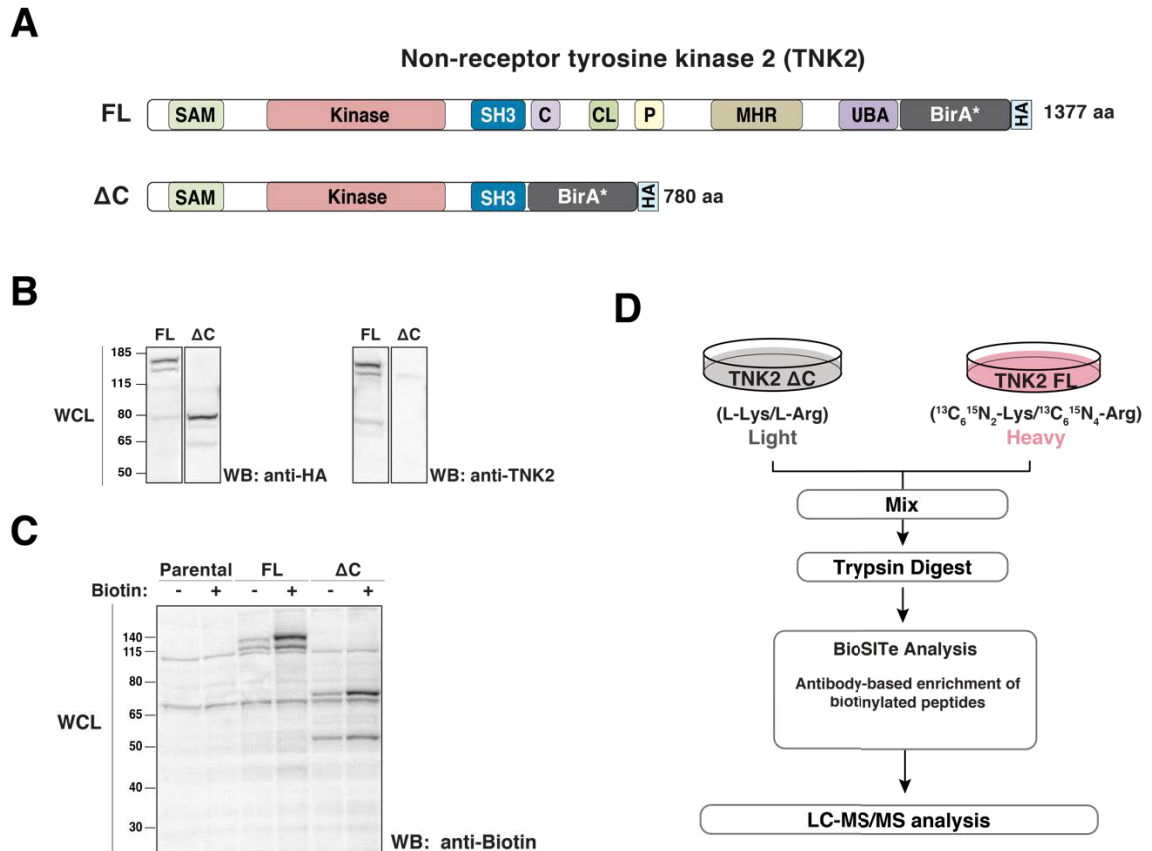 A
Non-receptor tyrosine kinase 2 (TNK2)
FL SAM Kinase SH3 C CL P MHR UBA BirA* HA 1377 aa
ΔC SAM Kinase SH3 BirA* HA 780 aa
B
FL ΔC
185
115
80
65
50
WCL
WB: anti-HA
FL ΔC
WB: anti-TNK2
C
Parental FL ΔC
Biotin: - + - + - +
140
115
80
65
50
40
30
WCL
WB: anti-Biotin
D
TNK2 ΔC
(L-Lys/L-Arg)
Light
TNK2 FL
(¹³C₆¹⁵N₂-Lys/¹³C₆¹⁵N₄-Arg)
Heavy
Mix
Trypsin Digest
BioSITe Analysis
Antibody-based enrichment of
biotinylated peptides
LC-MS/MS analysis